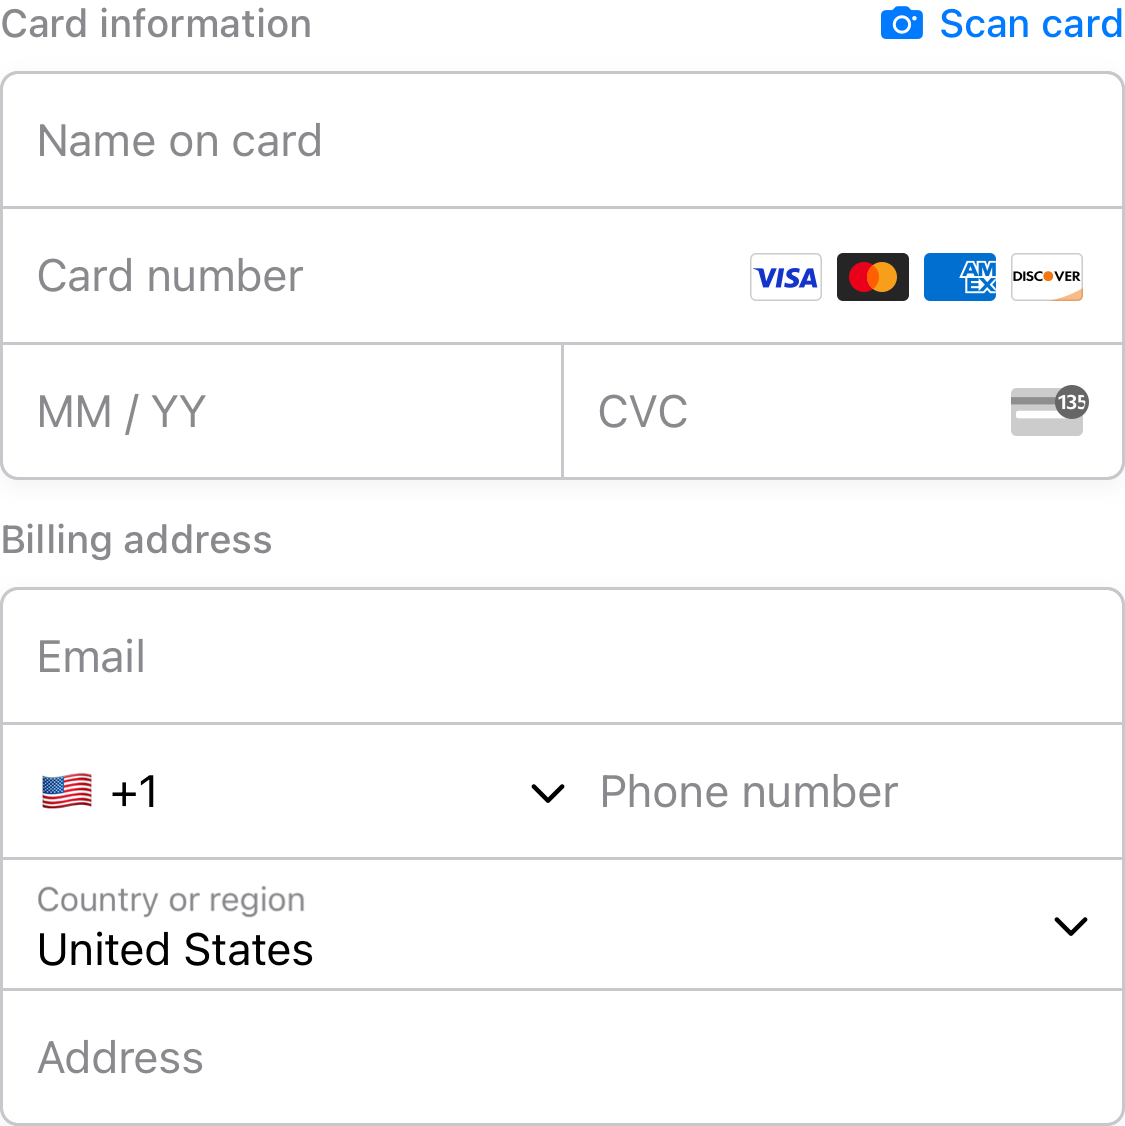 Card information
Scan card
Name on card
Card number
VISA
AM
EX
DISCOVER
MM / YY
CVC
135
Billing address
Email
+1
Phone number
Country or region
United States
Address